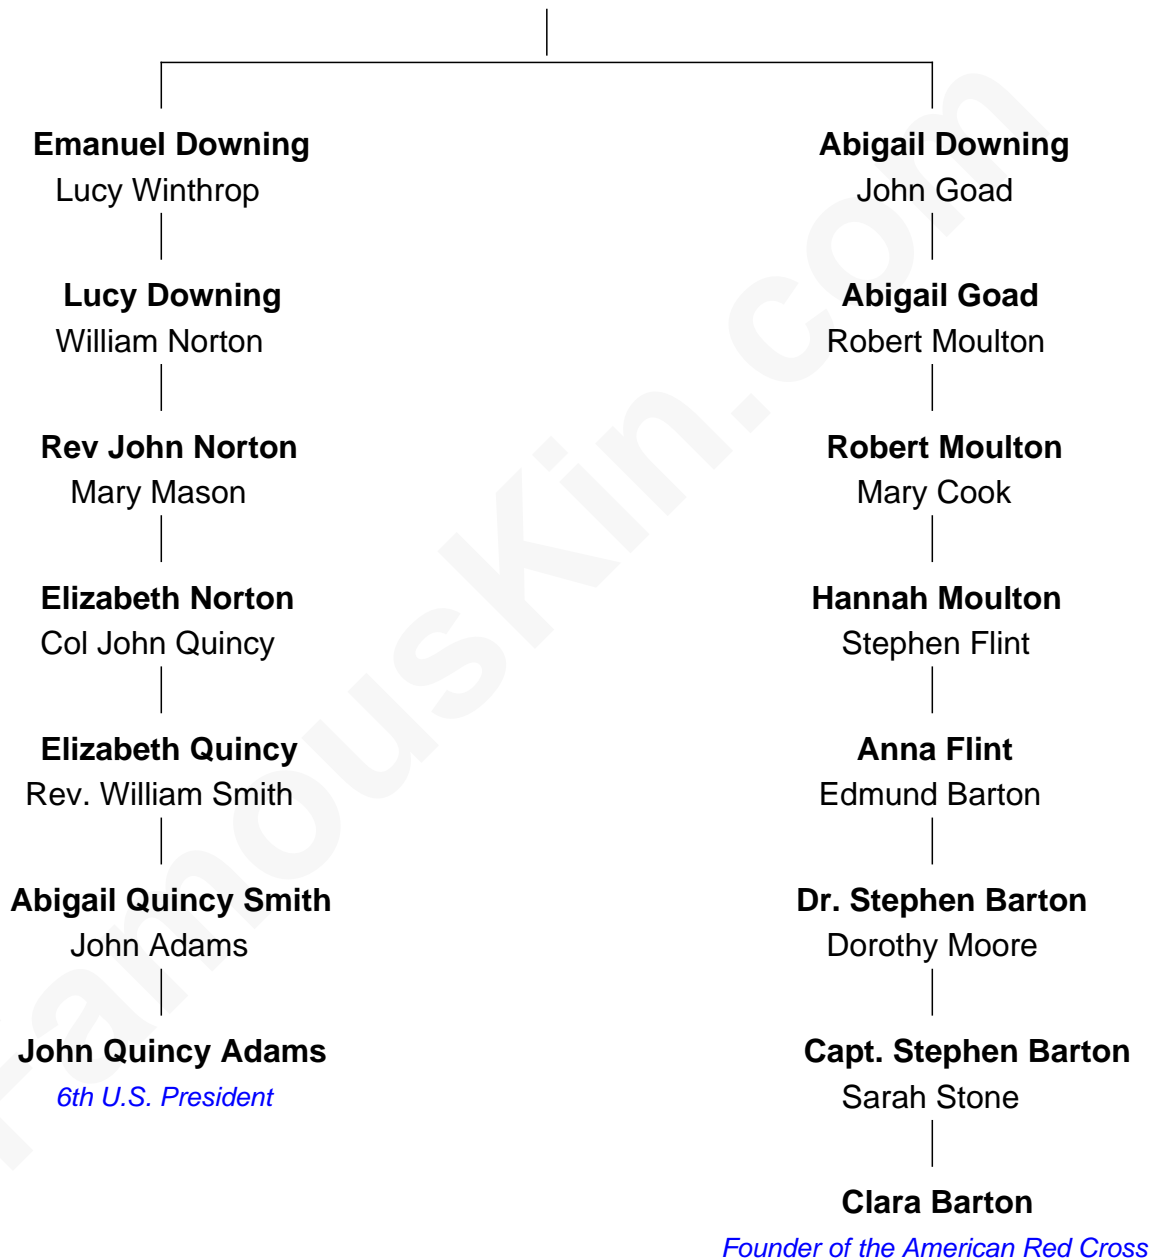 Emanuel Downing
Lucy Winthrop
Lucy Downing
William Norton
Rev John Norton
Mary Mason
Elizabeth Norton
Col John Quincy
Elizabeth Quincy
Rev. William Smith
Abigail Quincy Smith
John Adams
John Quincy Adams
6th U.S. President
Abigail Downing
John Goad
Abigail Goad
Robert Moulton
Robert Moulton
Mary Cook
Hannah Moulton
Stephen Flint
Anna Flint
Edmund Barton
Dr. Stephen Barton
Dorothy Moore
Capt. Stephen Barton
Sarah Stone
Clara Barton
Founder of the American Red Cross
FamousKin.com